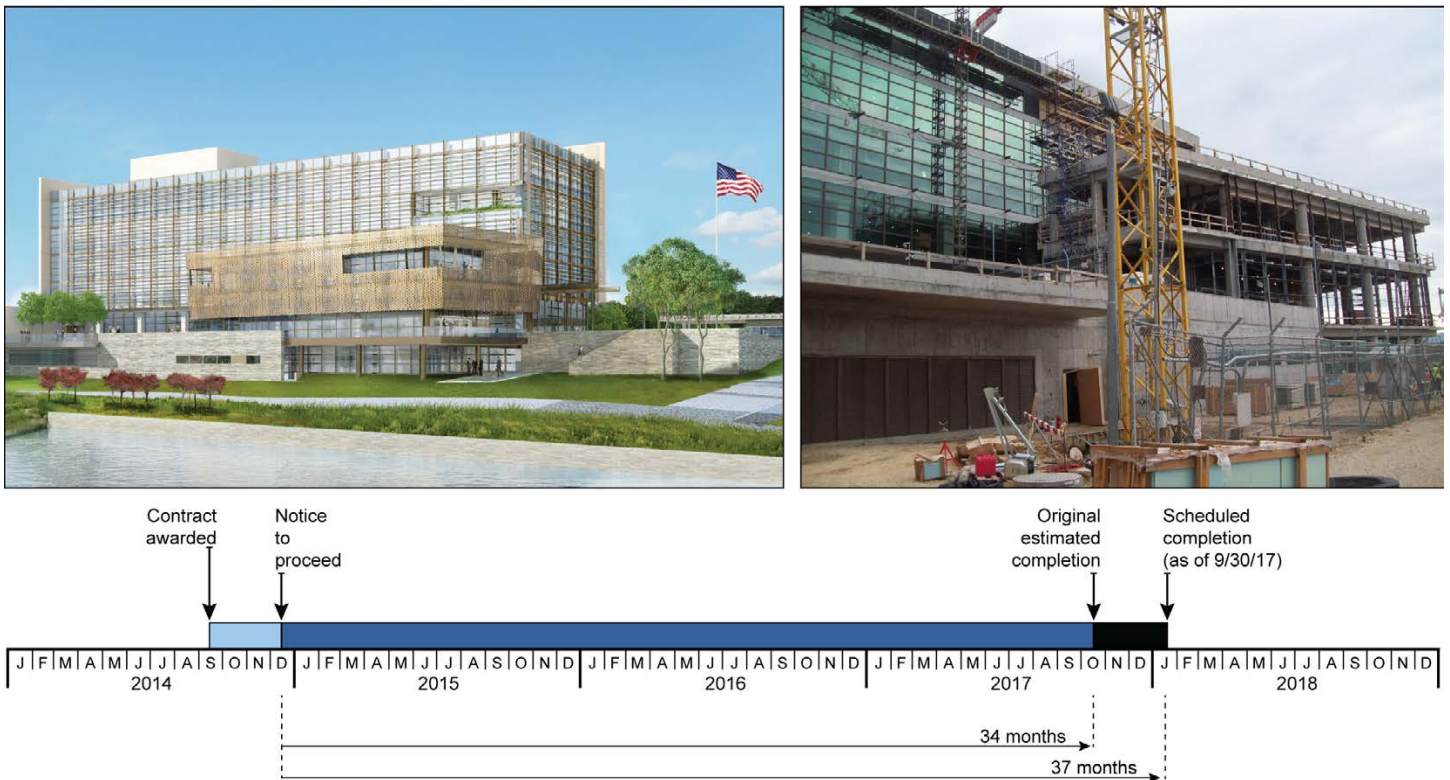 Contract
awarded
Notice
to
proceed
Original
estimated
completion
Scheduled
completion
(as of 9/30/17)
J F M A M J J A S O N D J F M A M J J A S O N D J F M A M J J A S O N D J F M A M J J A S O N D J F M A M J J A S O N D
2014 2015 2016 2017 2018
34 months
37 months